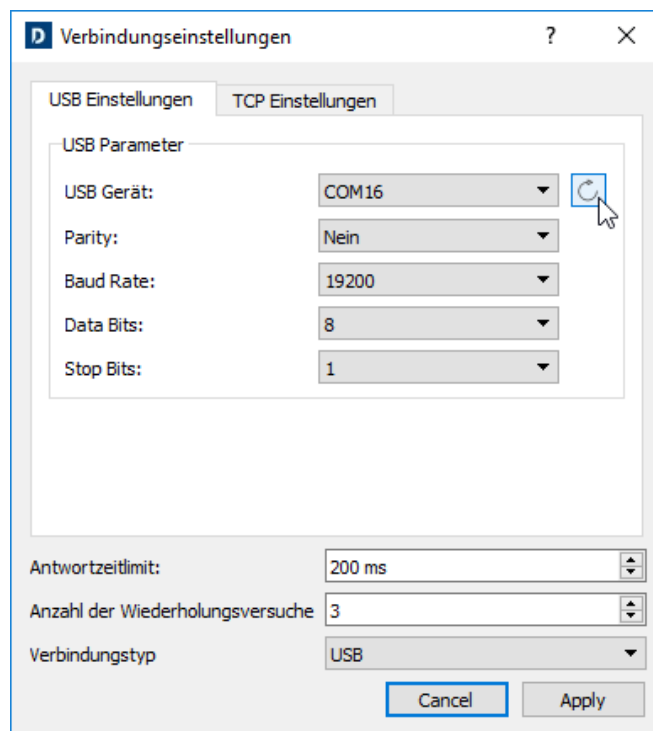 D Verbindungseinstellungen ? ×
USB Einstellungen TCP Einstellungen
USB Parameter
USB Gerät: COM16
Parity: Nein
Baud Rate: 19200
Data Bits: 8
Stop Bits: 1
Antwortzeitlimit: 200 ms
Anzahl der Wiederholungsversuche 3
Verbindungstyp USB
Cancel Apply